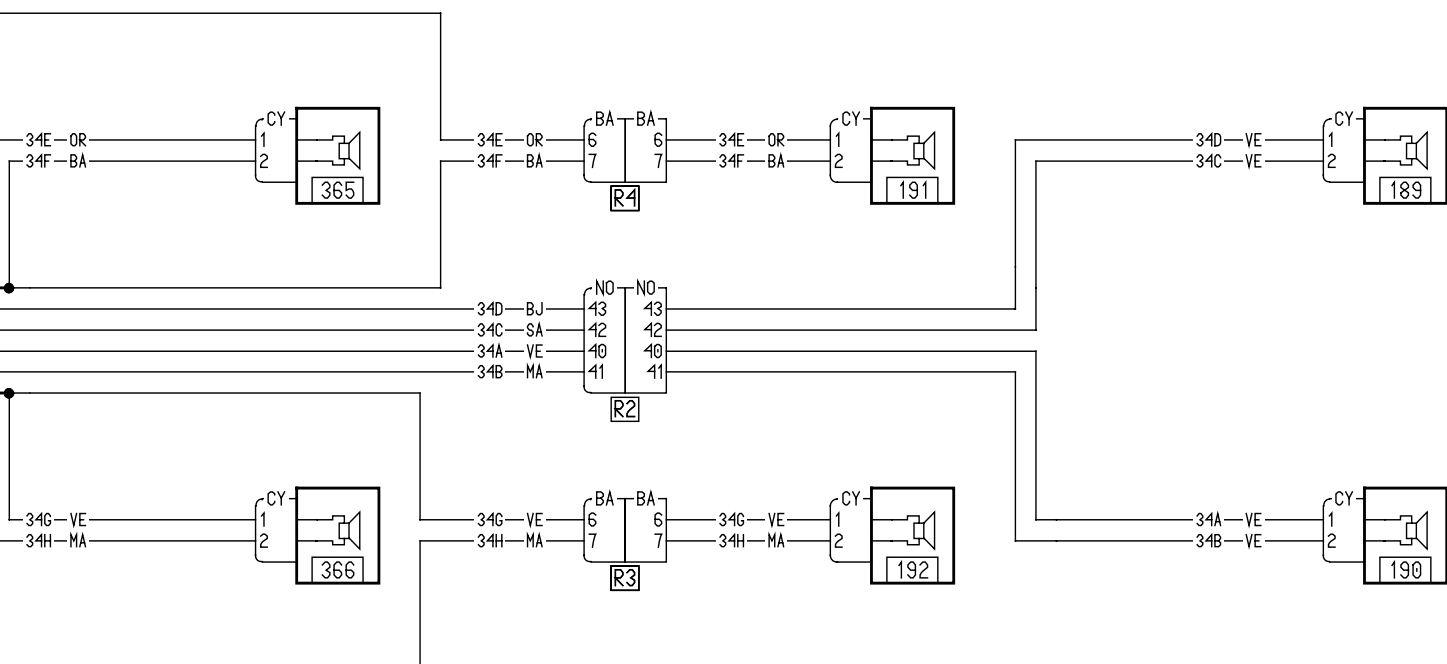 CY BA BA CY CY
34E OR 1 34E OR 6 6 34E OR 1 34D VE 1
34F BA 2 34F BA 7 7 34F BA 2 34C VE 2
365 R4 191 189
NO NO
34D BJ 43 43
34C SA 42 42
34A VE 40 40
34B MA 41 41
R2
CY BA BA CY CY
34G VE 1 34G VE 6 6 34G VE 1 34A VE 1
34H MA 2 34H MA 7 7 34H MA 2 34B VE 2
366 R3 192 190